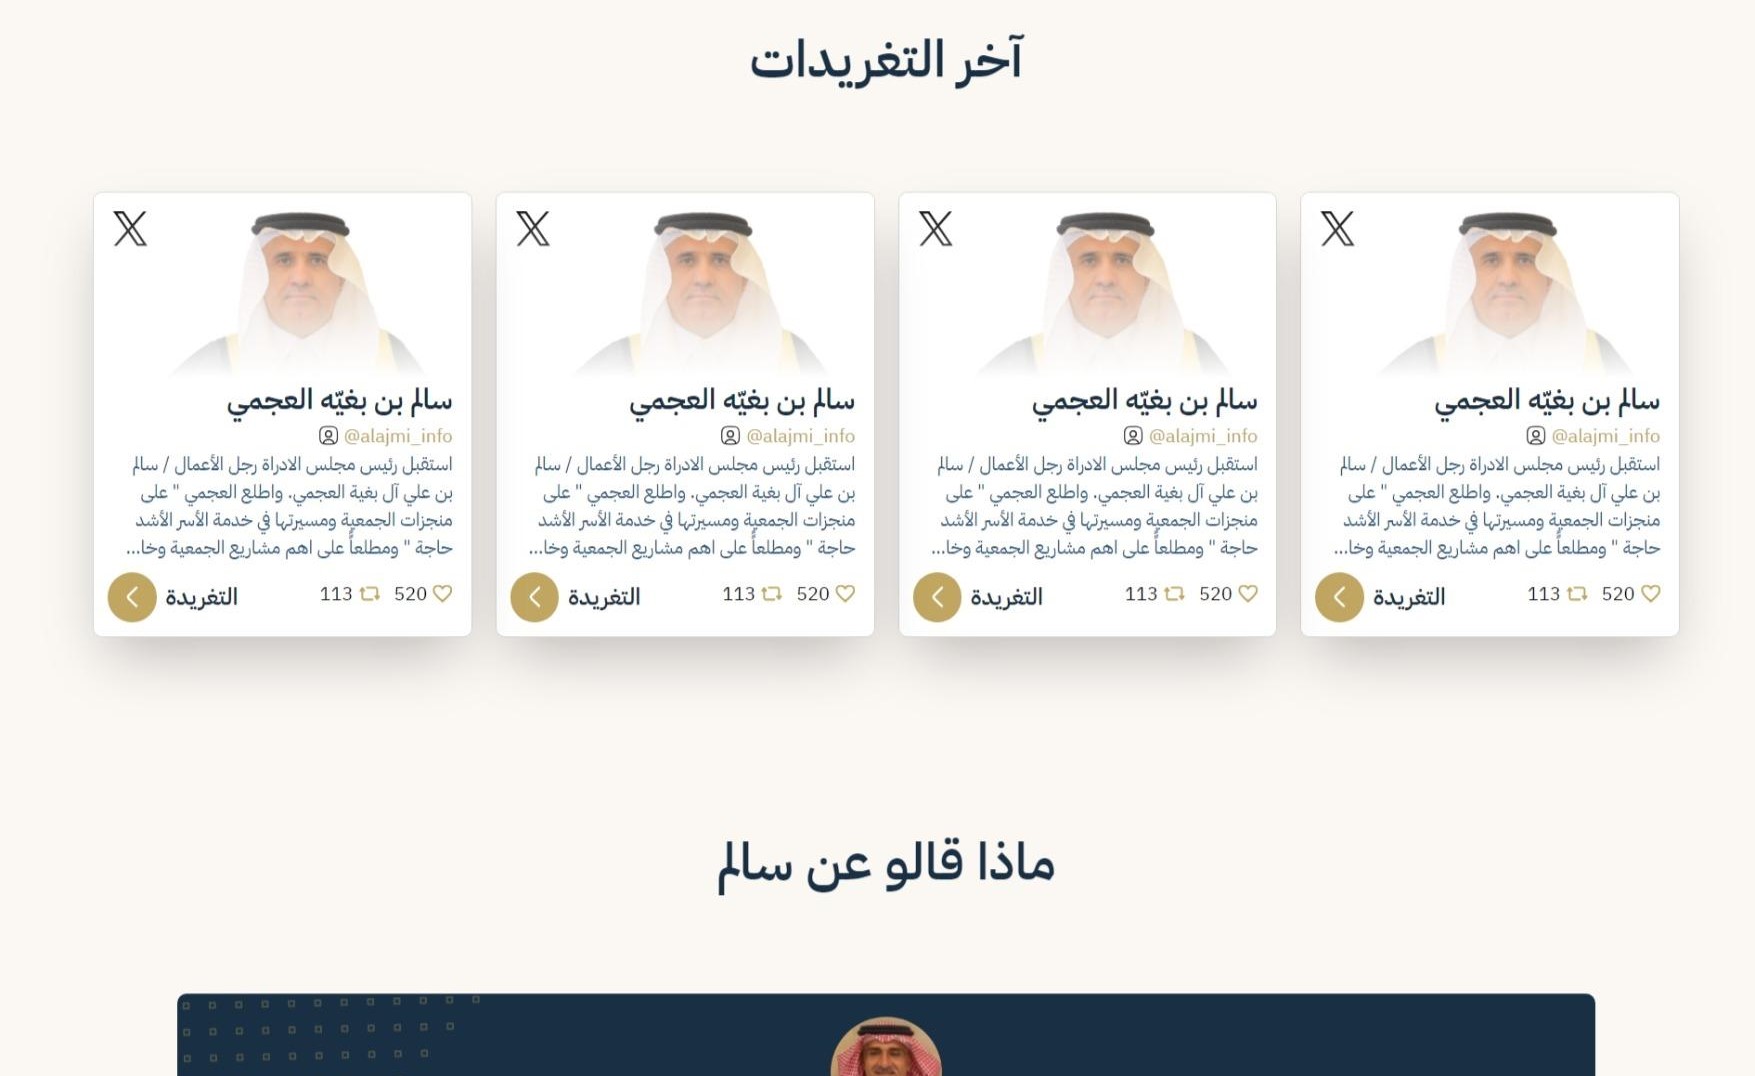 آخر التغريدات
سالم بن بغيّه العجمي
@alajmi_info
استقبل رئيس مجلس الادراة رجل الأعمال / سالم
بن علي آل بغية العجمي. واطلع العجمي " على
منجزات الجمعية ومسيرتها في خدمة الأسر الأشد
حاجة " ومطلعاً على اهم مشاريع الجمعية وخا...
520 113 التغريدة
سالم بن بغيّه العجمي
@alajmi_info
استقبل رئيس مجلس الادراة رجل الأعمال / سالم
بن علي آل بغية العجمي. واطلع العجمي " على
منجزات الجمعية ومسيرتها في خدمة الأسر الأشد
حاجة " ومطلعاً على اهم مشاريع الجمعية وخا...
520 113 التغريدة
سالم بن بغيّه العجمي
@alajmi_info
استقبل رئيس مجلس الادراة رجل الأعمال / سالم
بن علي آل بغية العجمي. واطلع العجمي " على
منجزات الجمعية ومسيرتها في خدمة الأسر الأشد
حاجة " ومطلعاً على اهم مشاريع الجمعية وخا...
520 113 التغريدة
سالم بن بغيّه العجمي
@alajmi_info
استقبل رئيس مجلس الادراة رجل الأعمال / سالم
بن علي آل بغية العجمي. واطلع العجمي " على
منجزات الجمعية ومسيرتها في خدمة الأسر الأشد
حاجة " ومطلعاً على اهم مشاريع الجمعية وخا...
520 113 التغريدة
ماذا قالو عن سالم